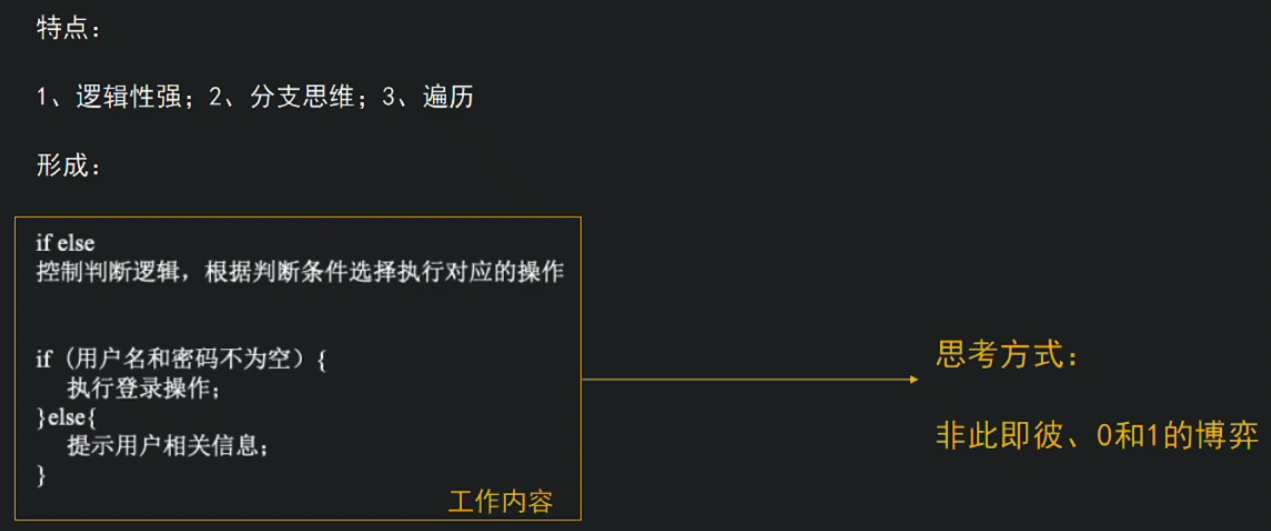 特点：
1、逻辑性强；2、分支思维；3、遍历
形成：
if else
控制判断逻辑，根据判断条件选择执行对应的操作
if（用户名和密码不为空）{
执行登录操作；
}else{
提示用户相关信息；
}
工作内容
思考方式：
非此即彼、0和1的博弈